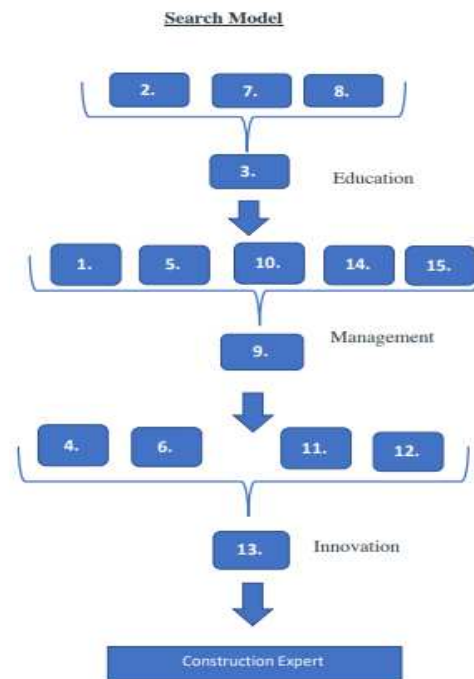 Search Model
2. 7. 8.
3.
Education
1. 5. 10. 14. 15.
9.
Management
4. 6. 11. 12.
13.
Innovation
Construction Expert